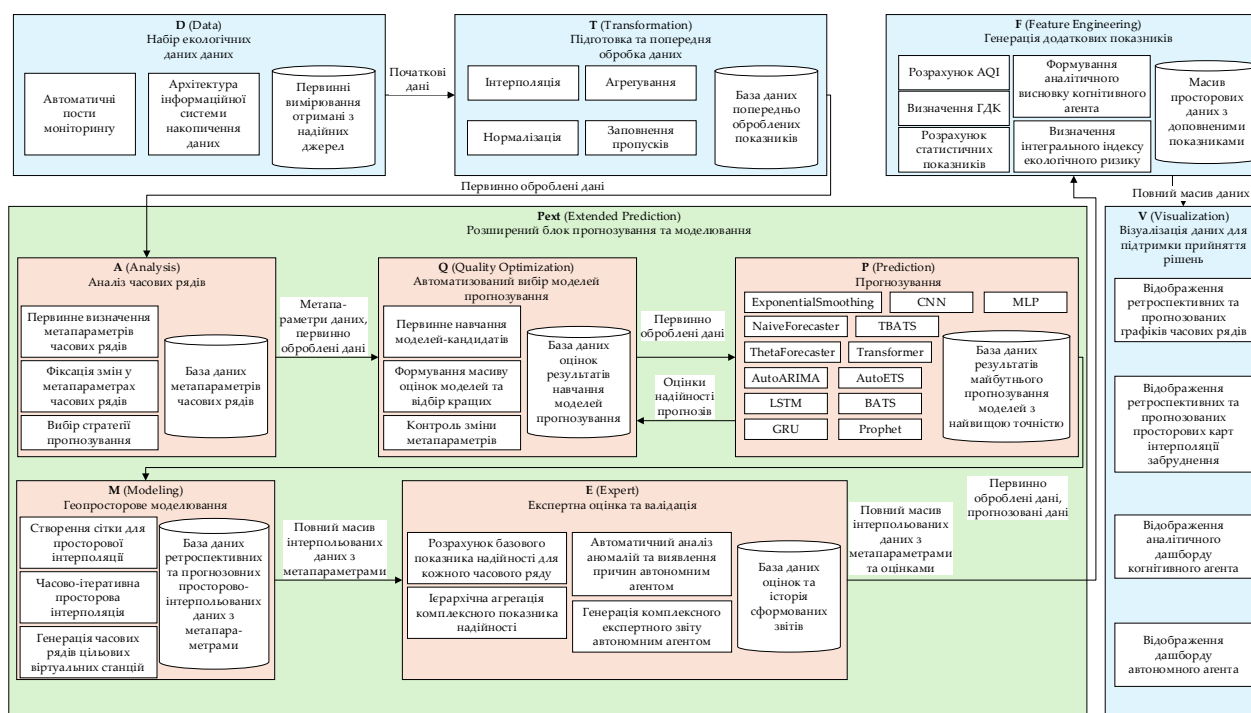 D (Data)
Набір екологічних
даних даних
Автоматичні
пости
моніторингу
Архітектура
інформаційної
системи
накопичення
даних
Первинні
вимірювання
отримані з
надійних
джерел
Початкові
дані
T (Transformation)
Підготовка та попередня
обробка даних
Інтерполяція
Агрегування
Нормалізація
Заповнення
пропусків
База даних
попередньо
оброблених
показників
F (Feature Engineering)
Генерація додаткових показників
Розрахунок AQI
Визначення ГДК
Розрахунок
статистичних
показників
Формування
аналітичного
висновку когнітивного
агента
Визначення
інтегрального індексу
екологічного ризику
Масив
просторових
даних з
доповненими
показниками
Первинно оброблені дані
Повний масив даних
Pext (Extended Prediction)
Розширений блок прогнозування та моделювання
A (Analysis)
Аналіз часових рядів
Первинне визначення
метапараметрів
часових рядів
Фіксація змін у
метапараметрах
часових рядів
Вибір стратегії
прогнозування
База даних
метапараметрів
часових рядів
Метапа-
раметри даних,
первинно
оброблені дані
Q (Quality Optimization)
Автоматизований вибір моделей
прогнозування
Первинне навчання
моделей-кандидатів
Формування масиву
оцінок моделей та
відбір кращих
Контроль зміни
метапараметрів
База даних
оцінок
результатів
навчання
моделей
прогнозування
Первинно
оброблені дані
Оцінки
надійності
прогнозів
P (Prediction)
Прогнозування
ExponentialSmoothing
CNN
MLP
NaiveForecaster
TBATS
ThetaForecaster
Transformer
AutoARIMA
AutoETS
LSTM
BATS
GRU
Prophet
База даних
результатів
майбутнього
прогнозування
моделей з
найвищою точністю
M (Modeling)
Геопросторове моделювання
Створення сітки для
просторової
інтерполяції
Часово-ітеративна
просторова
інтерполяція
Генерація часових
рядів цільових
віртуальних станцій
База даних
ретроспективних
та прогнозовних
просторово-
інтерпольованих
даних з
метапара-
метрами
Повний масив
інтерпольованих
даних з
метапараметрами
E (Expert)
Експертна оцінка та валідація
Розрахунок базового
показника надійності для
кожного часового ряду
Ієрархічна агрегація
комплексного показника
надійності
Автоматичний аналіз
аномалій та виявлення
причин автономним
агентом
Генерація комплексного
експертного звіту
автономним агентом
База даних
оцінок та
історія
сформованих
звітів
Повний масив
інтерпольованих
даних з
метапараметрами
та оцінками
Первинно
оброблені дані,
прогнозовані дані
V (Visualization)
Візуалізація даних для
підтримки прийняття
рішень
Відображення
ретроспективних та
прогнозованих
графіків часових рядів
Відображення
ретроспективних та
прогнозованих
просторових карт
інтерполяції
забруднення
Відображення
аналітичного
дашборду
когнітивного агента
Відображення
дашборду
автономного агента